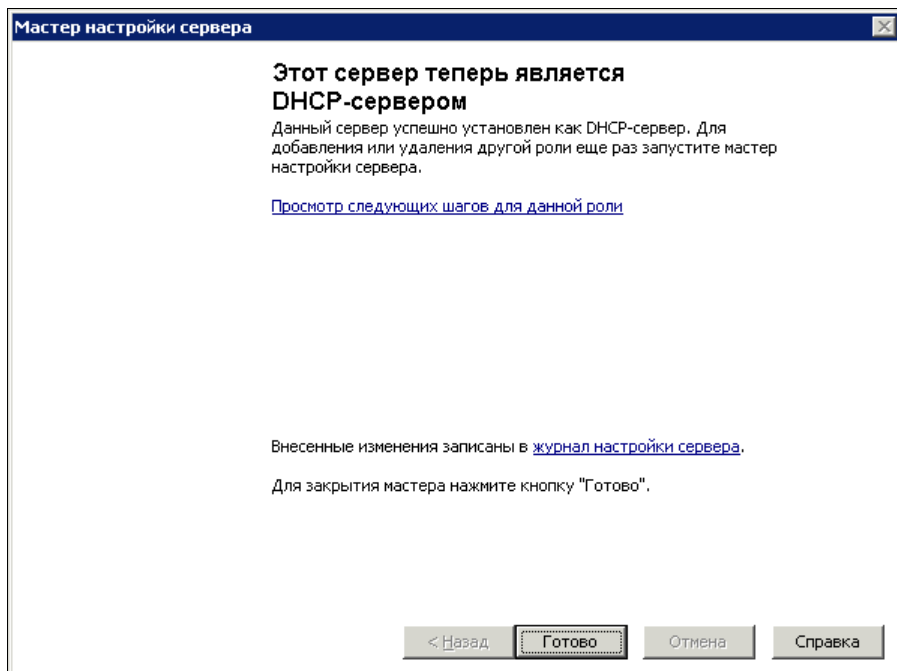 Мастер настройки сервера
Этот сервер теперь является
DHCP-сервером
Данный сервер успешно установлен как DHCP-сервер. Для
добавления или удаления другой роли еще раз запустите мастер
настройки сервера.
Просмотр следующих шагов для данной роли
Внесенные изменения записаны в журнал настройки сервера.
Для закрытия мастера нажмите кнопку "Готово".
< Назад Готово Отмена Справка